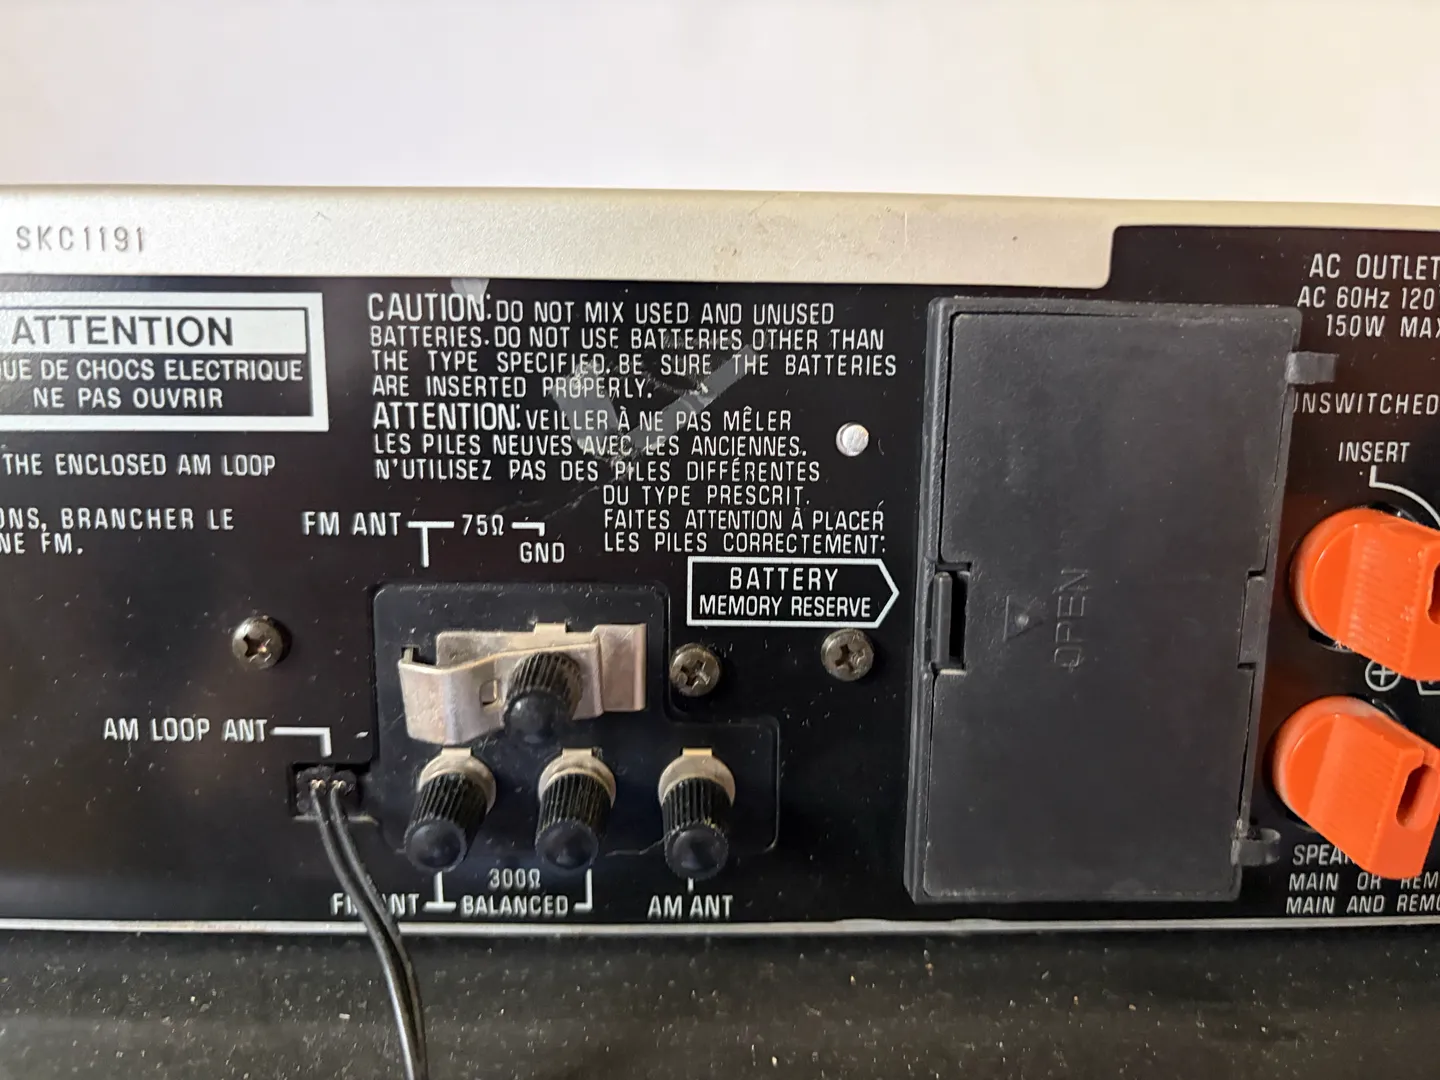 SKC1191
ATTENTION
DE CHOCS ELECTRIQUE
NE PAS OUVRIR
THE ENCLOSED AM LOOP
BRANCHER LE
FM.
CAUTION: DO NOT MIX USED AND UNUSED
BATTERIES. DO NOT USE BATTERIES OTHER THAN
THE TYPE SPECIFIED. BE SURE THE BATTERIES
ARE INSERTED PROPERLY.
ATTENTION: VEILLER À NE PAS MÊLER
LES PILES NEUVES AVEC LES ANCIENNES.
N'UTILISEZ PAS DES PILES DIFFÉRENTES
DU TYPE PRESCRIT.
FAITES ATTENTION À PLACER
LES PILES CORRECTEMENT:
BATTERY
MEMORY RESERVE
FM ANT 75Ω
GND
AM LOOP ANT
300Ω
FM ANT BALANCED
AM ANT
OPEN
AC OUTLET
AC 60Hz 120
150W MAX
UNSWITCHED
INSERT
MAIN OR
MAIN AND